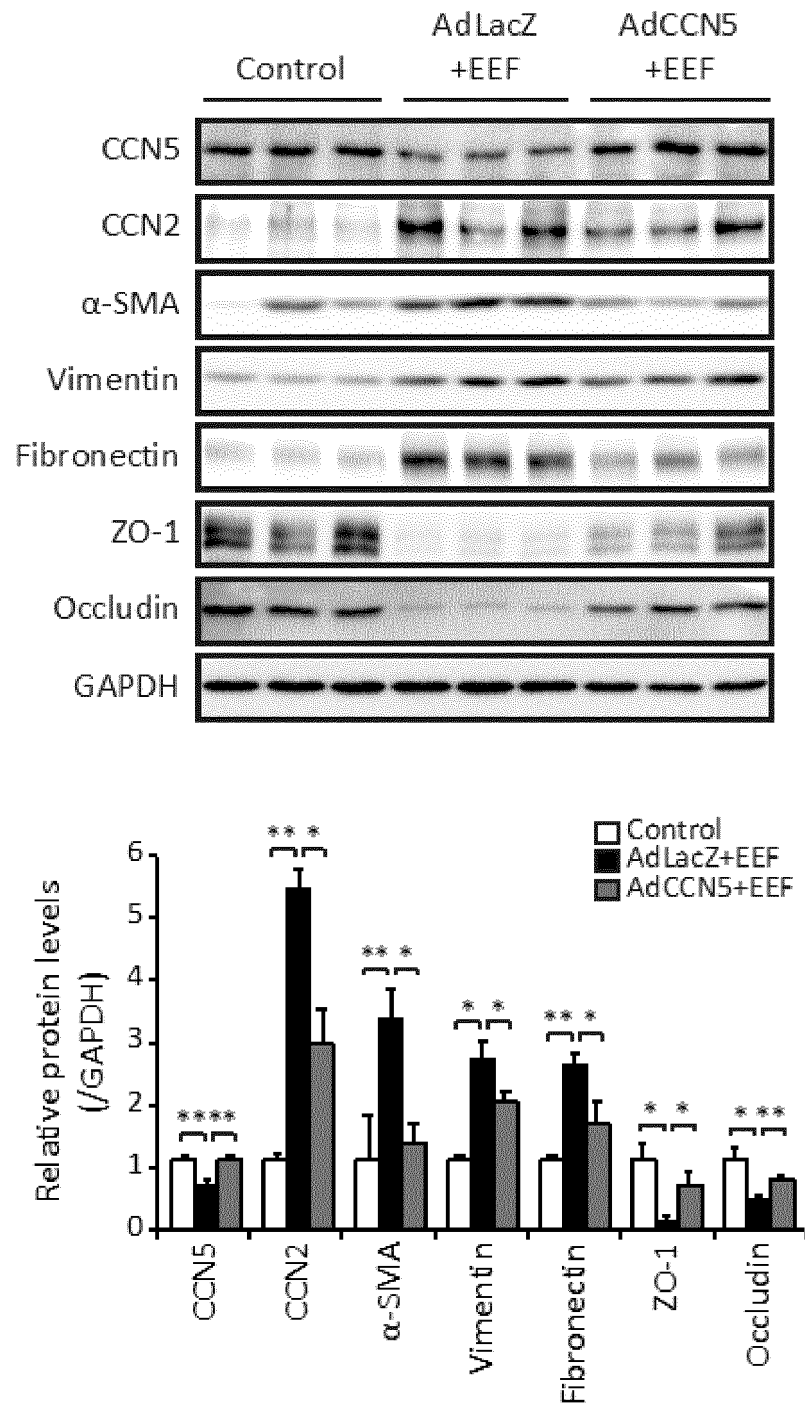 AdLacZ AdCCN5
Control +EEF +EEF
CCN5
CCN2
α-SMA
Vimentin
Fibronectin
ZO-1
Occludin
GAPDH
Control
AdLacZ+EEF
AdCCN5+EEF
Relative protein levels
(/GAPDH)
6
5
4
3
2
1
0
** *
** *
* *
** *
** **
* *
* **
CCN5
CCN2
α-SMA
Vimentin
Fibronectin
ZO-1
Occludin